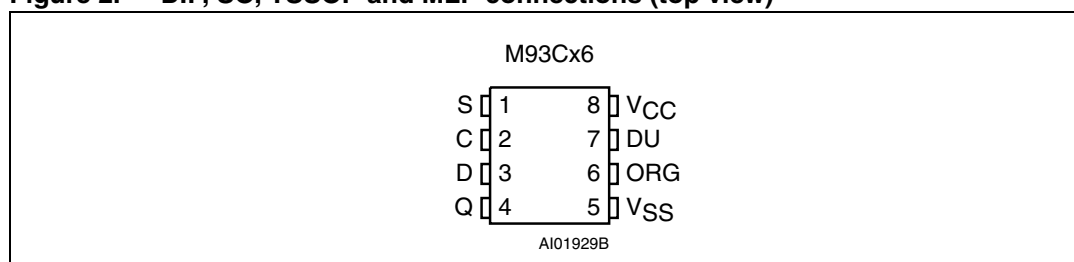 M93Cx6
S 1 8 VCC
C 2 7 DU
D 3 6 ORG
Q 4 5 VSS
AI01929B